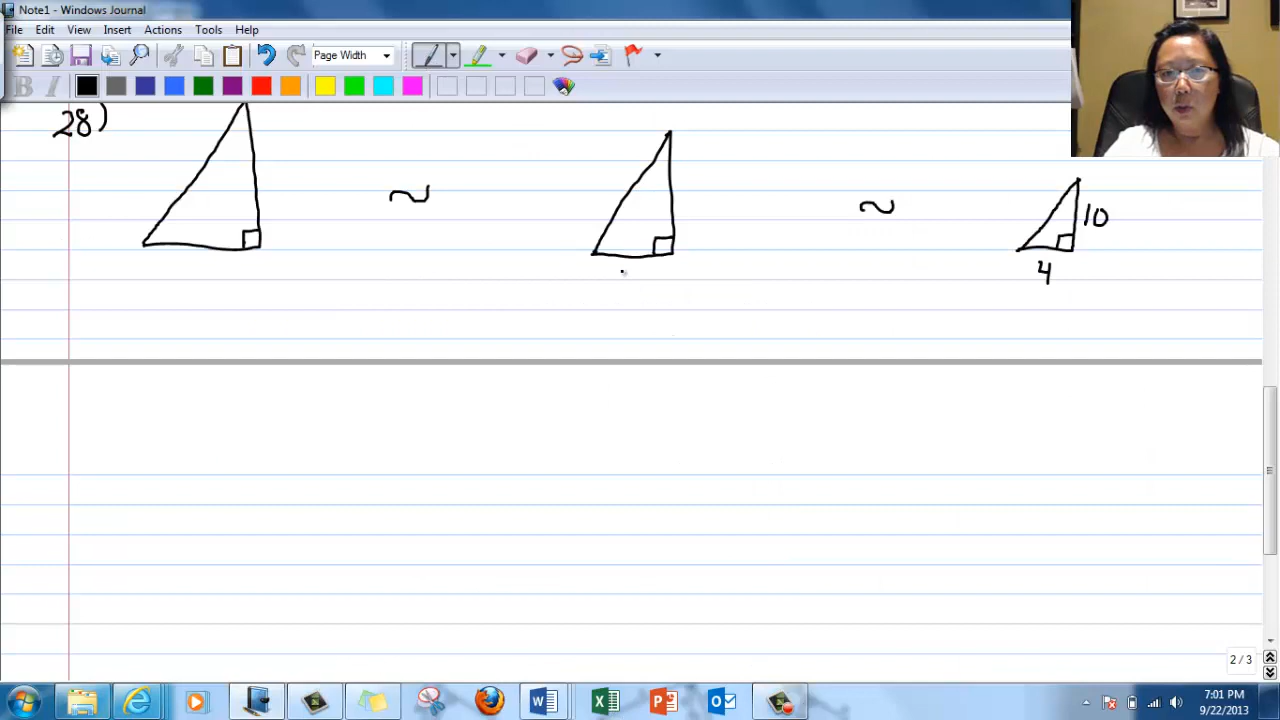 Note1 - Windows Journal
File Edit View Insert Actions Tools Help
Page Width
B I
28)
~ ~
10
4
2 / 3
7:01 PM
9/22/2013